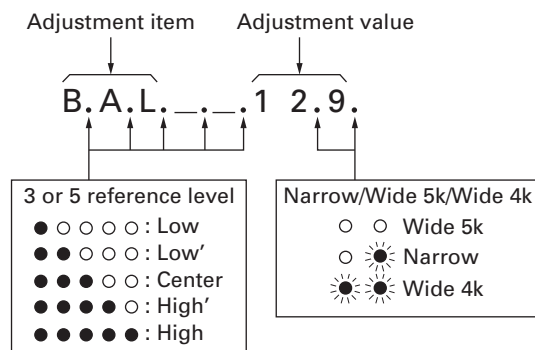 Adjustment item Adjustment value
B.A.L._._.1 2.9.
3 or 5 reference level
● ○ ○ ○ ○ : Low
● ● ○ ○ ○ : Low’
● ● ● ○ ○ : Center
● ● ● ● ○ : High’
● ● ● ● ● : High
Narrow/Wide 5k/Wide 4k
○ ○ Wide 5k
○ ● Narrow
● ● Wide 4k